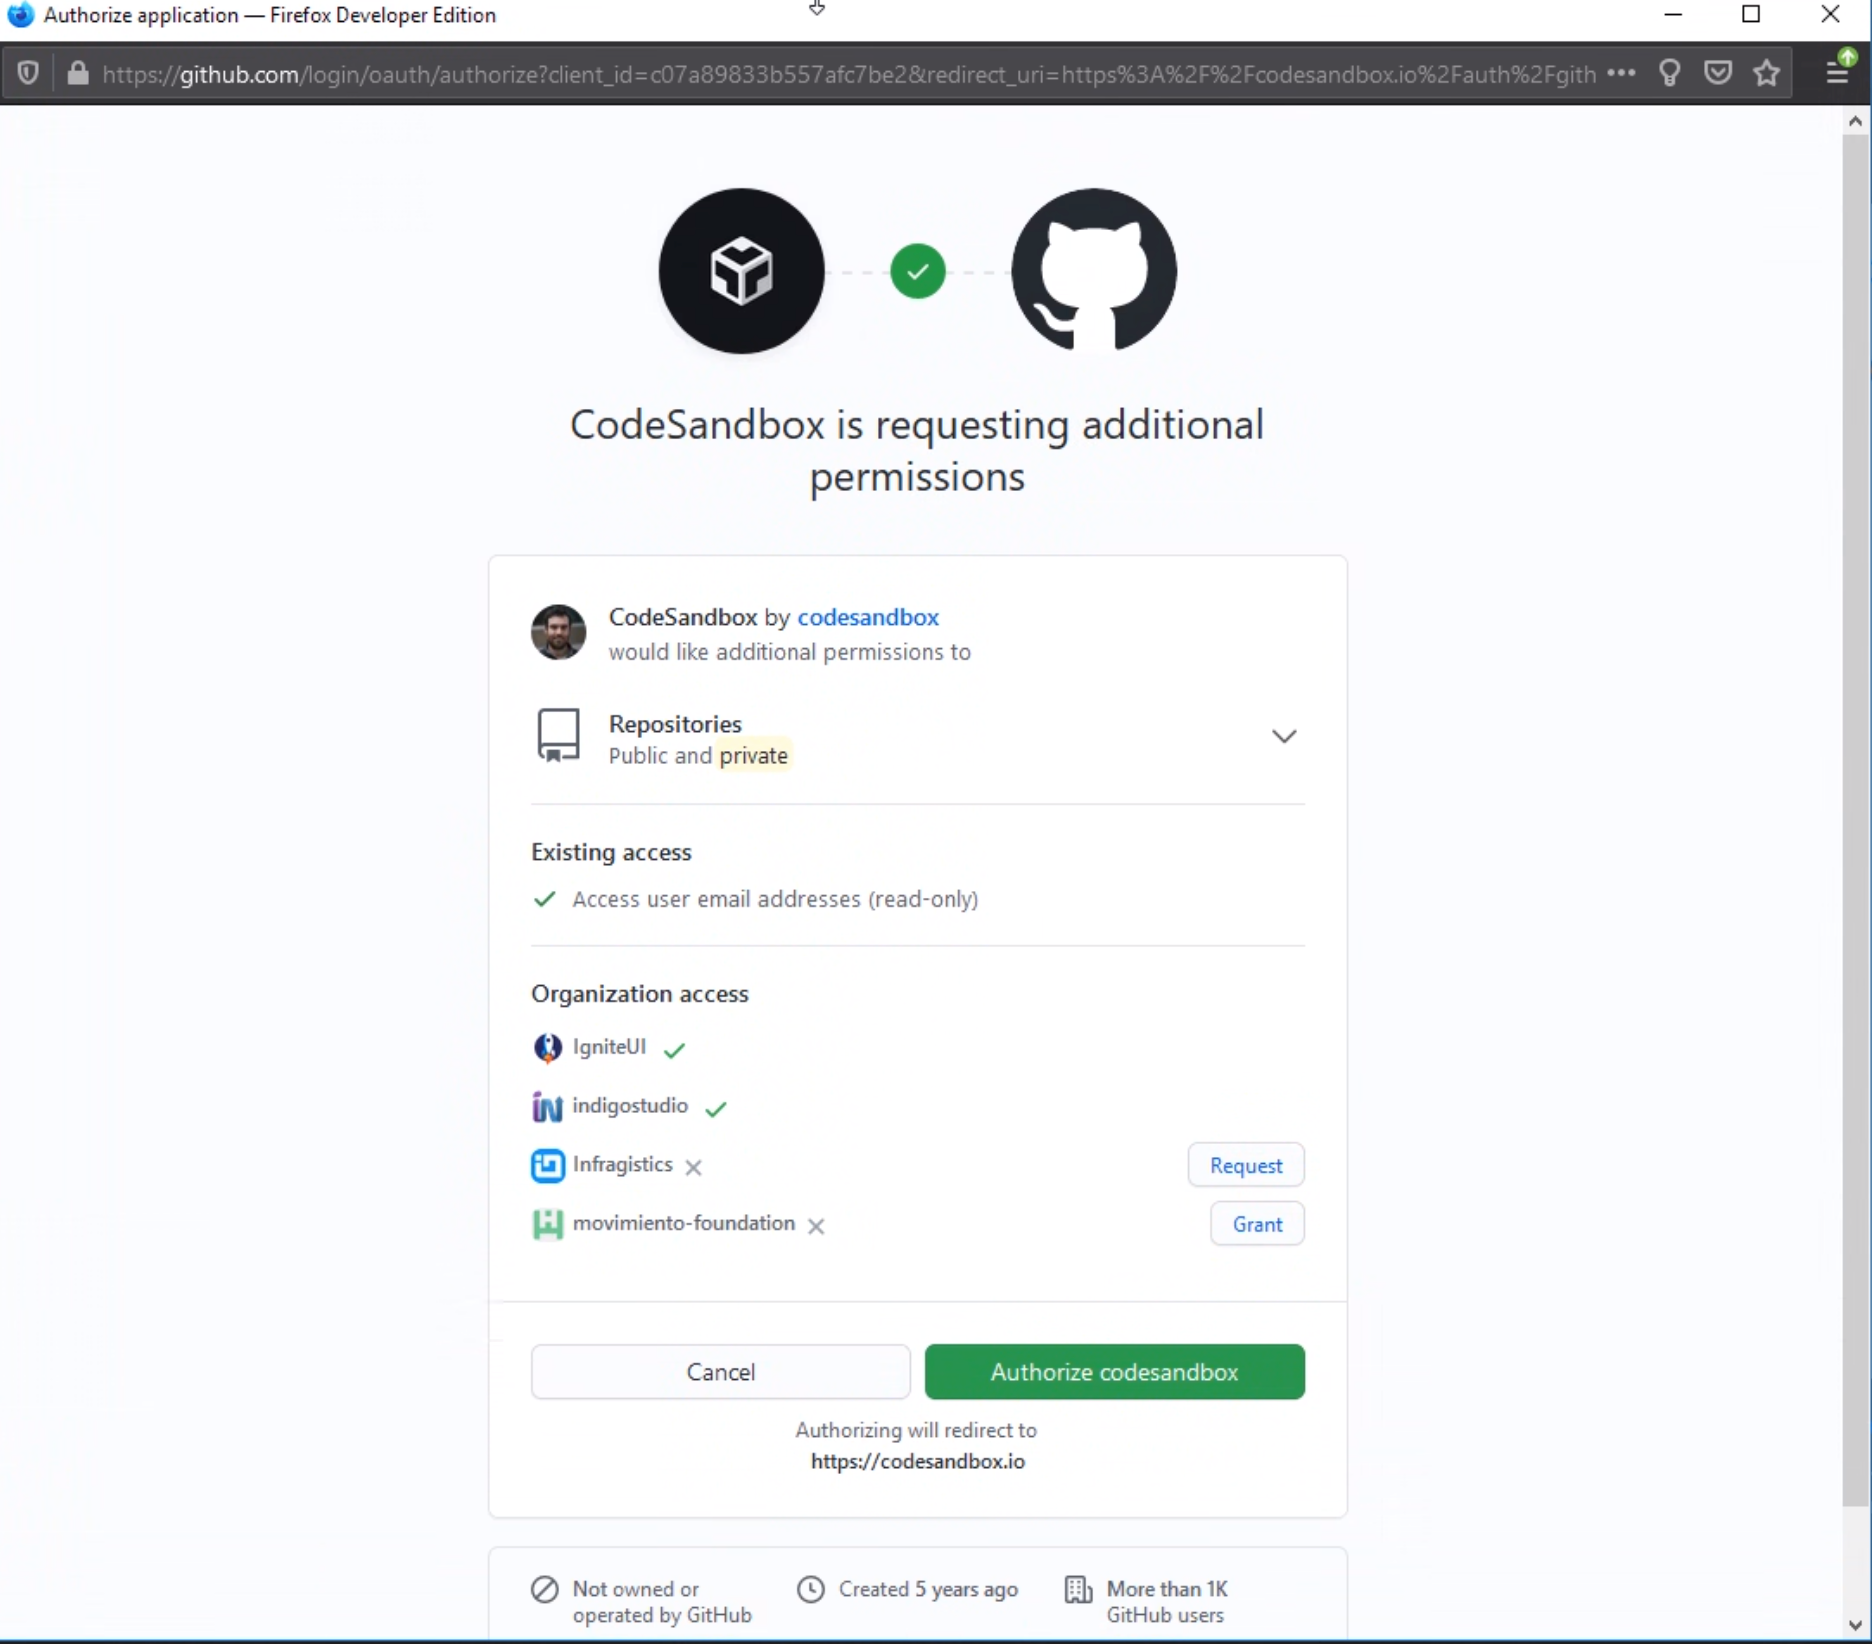 Authorize application — Firefox Developer Edition
https://github.com/login/oauth/authorize?client_id=c07a89833b557afc7be2&redirect_uri=https%3A%2F%2Fcodesandbox.io%2Fauth%2Fgith
CodeSandbox is requesting additional
permissions
CodeSandbox by codesandbox
would like additional permissions to
Repositories
Public and private
Existing access
Access user email addresses (read-only)
Organization access
IgniteUI
indigostudio
Infragistics
Request
movimiento-foundation
Grant
Cancel
Authorize codesandbox
Authorizing will redirect to
https://codesandbox.io
Not owned or
operated by GitHub
Created 5 years ago
More than 1K
GitHub users